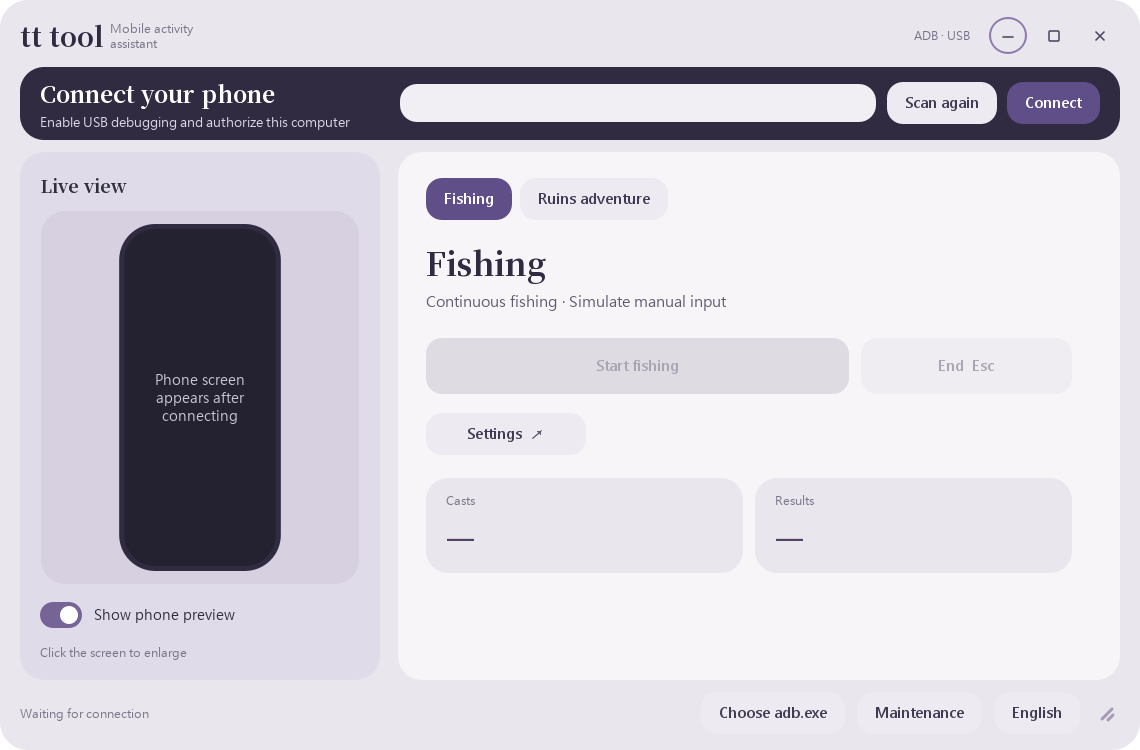 tt tool
Mobile activity
assistant
ADB · USB
Connect your phone
Enable USB debugging and authorize this computer
Scan again
Connect
Live view
Phone screen
appears after
connecting
Show phone preview
Click the screen to enlarge
Fishing
Ruins adventure
Fishing
Continuous fishing · Simulate manual input
Start fishing
End Esc
Settings ↗
Casts
—
Results
—
Waiting for connection
Choose adb.exe
Maintenance
English